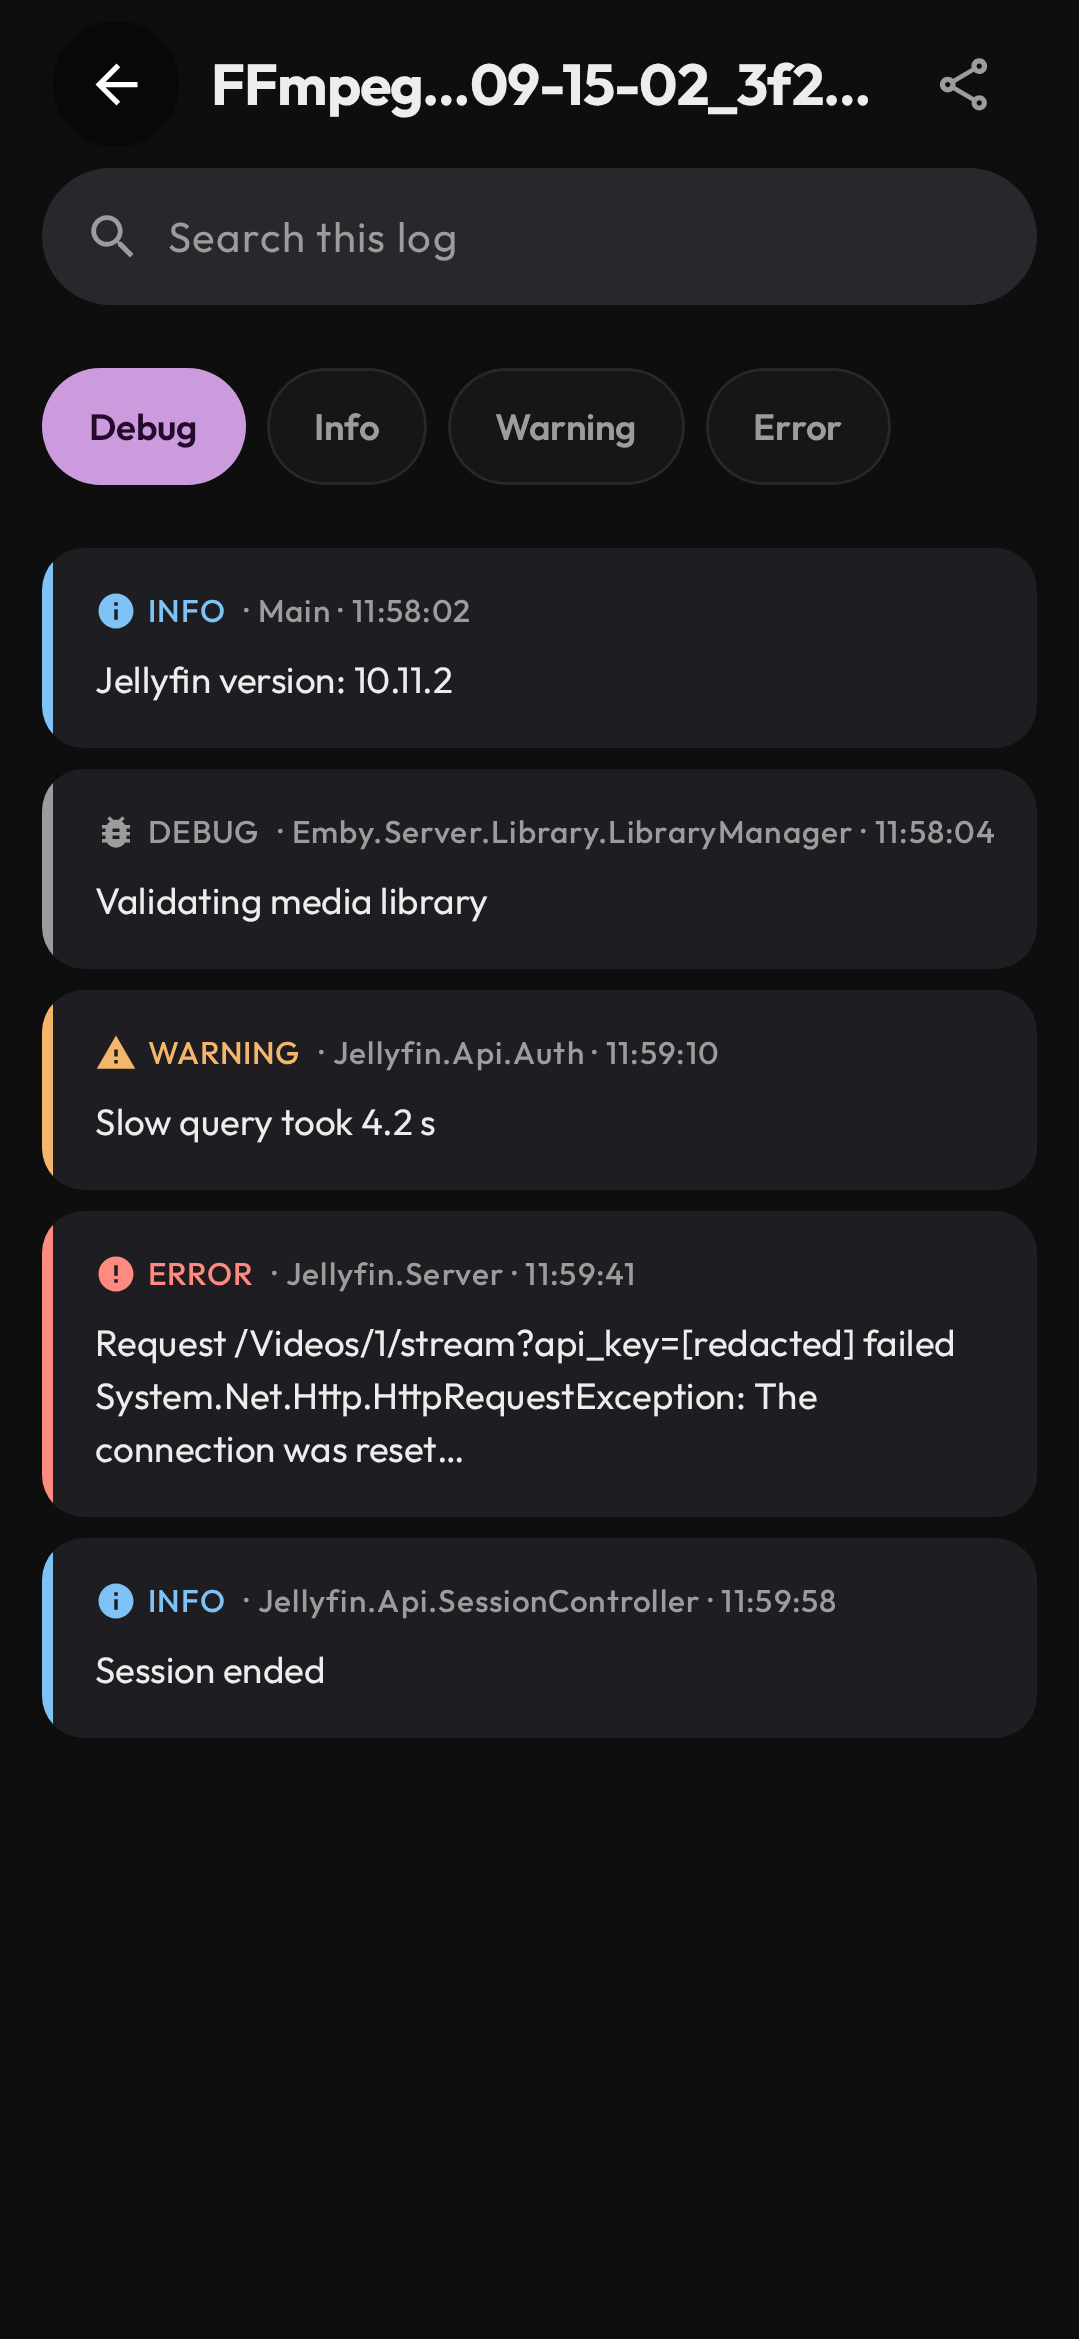 FFmpeg...09-15-02_3f2...
Search this log
Debug Info Warning Error
INFO · Main · 11:58:02
Jellyfin version: 10.11.2
DEBUG · Emby.Server.Library.LibraryManager · 11:58:04
Validating media library
WARNING · Jellyfin.Api.Auth · 11:59:10
Slow query took 4.2 s
ERROR · Jellyfin.Server · 11:59:41
Request /Videos/1/stream?api_key=[redacted] failed
System.Net.Http.HttpRequestException: The
connection was reset...
INFO · Jellyfin.Api.SessionController · 11:59:58
Session ended